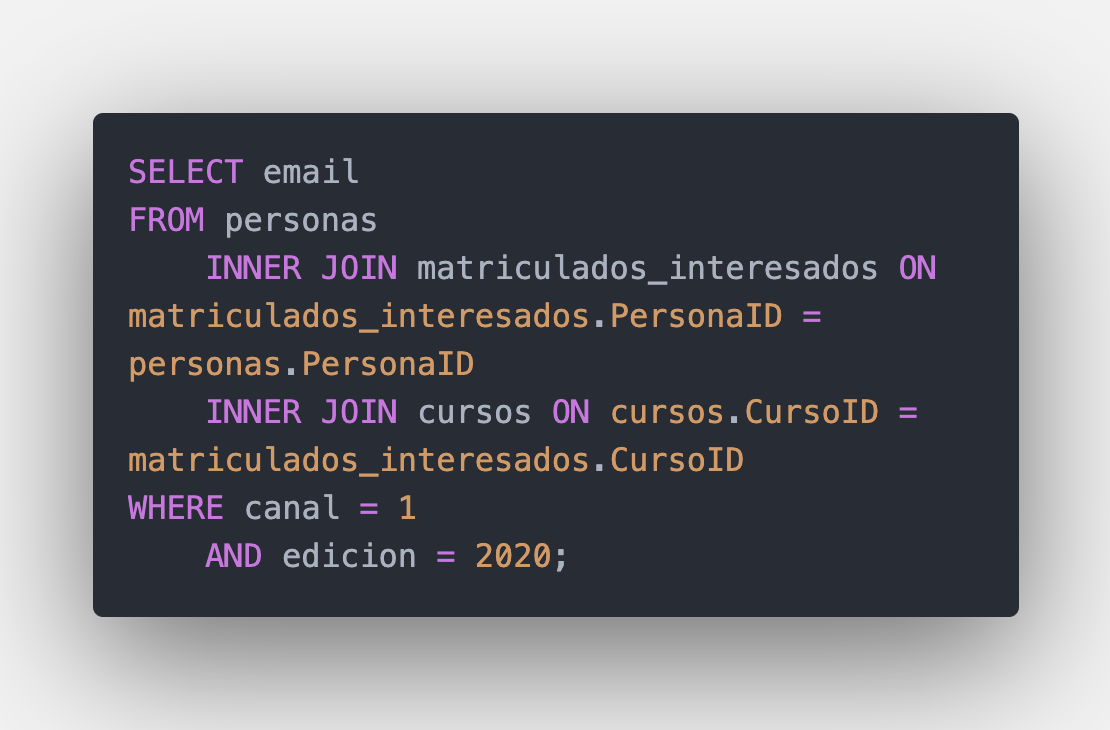 SELECT email
FROM personas
    INNER JOIN matriculados_interesados ON
matriculados_interesados.PersonaID =
personas.PersonaID
    INNER JOIN cursos ON cursos.CursoID =
matriculados_interesados.CursoID
WHERE canal = 1
    AND edicion = 2020;